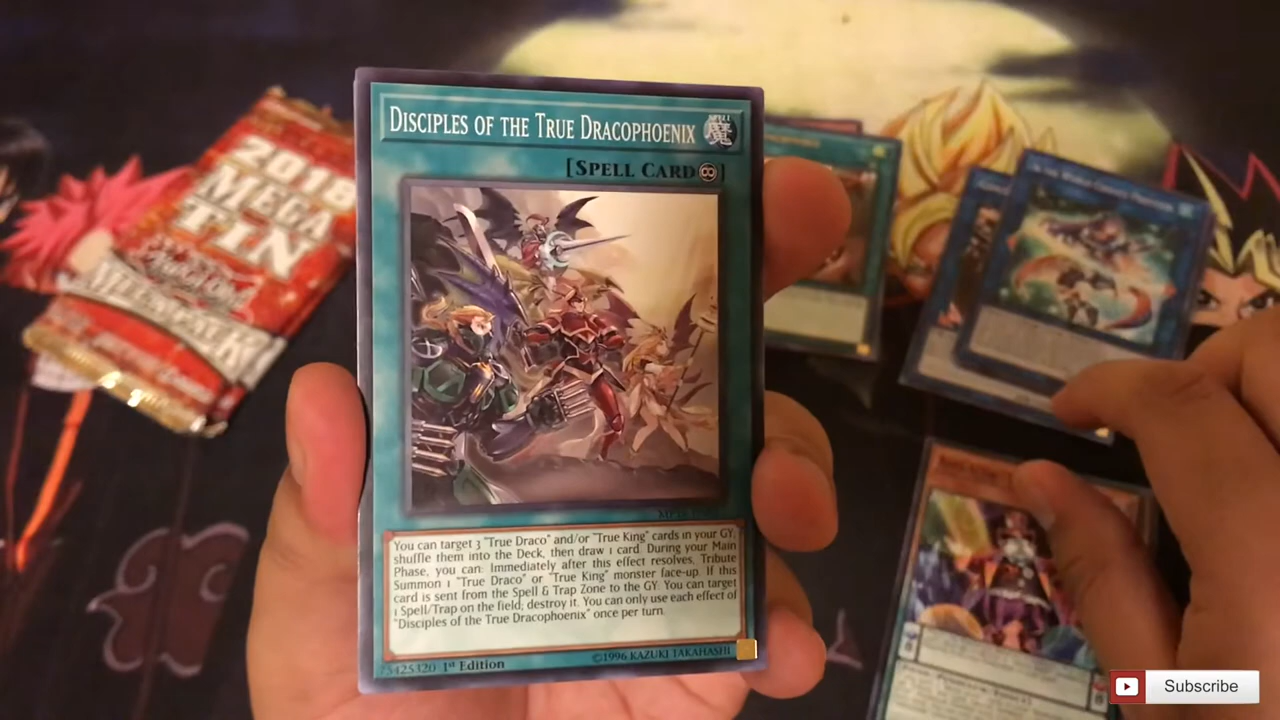 DISCIPLES OF THE TRUE DRACOPHOENIX
SPELL
魔
[SPELL CARD]
You can target 3 "True Draco" and/or "True King" cards in your GY;
shuffle them into the Deck, then draw 1 card. During your Main
Phase, you can: Immediately after this effect resolves, Tribute
Summon 1 "True Draco" or "True King" monster face-up. If this
card is sent from the Spell & Trap Zone to the GY: You can target
1 Spell/Trap on the field; destroy it. You can only use each effect of
"Disciples of the True Dracophoenix" once per turn.
75425320 1st Edition
©1996 KAZUKI TAKAHASHI
2018
MEGA
TIN
MEGA-PACK
Subscribe